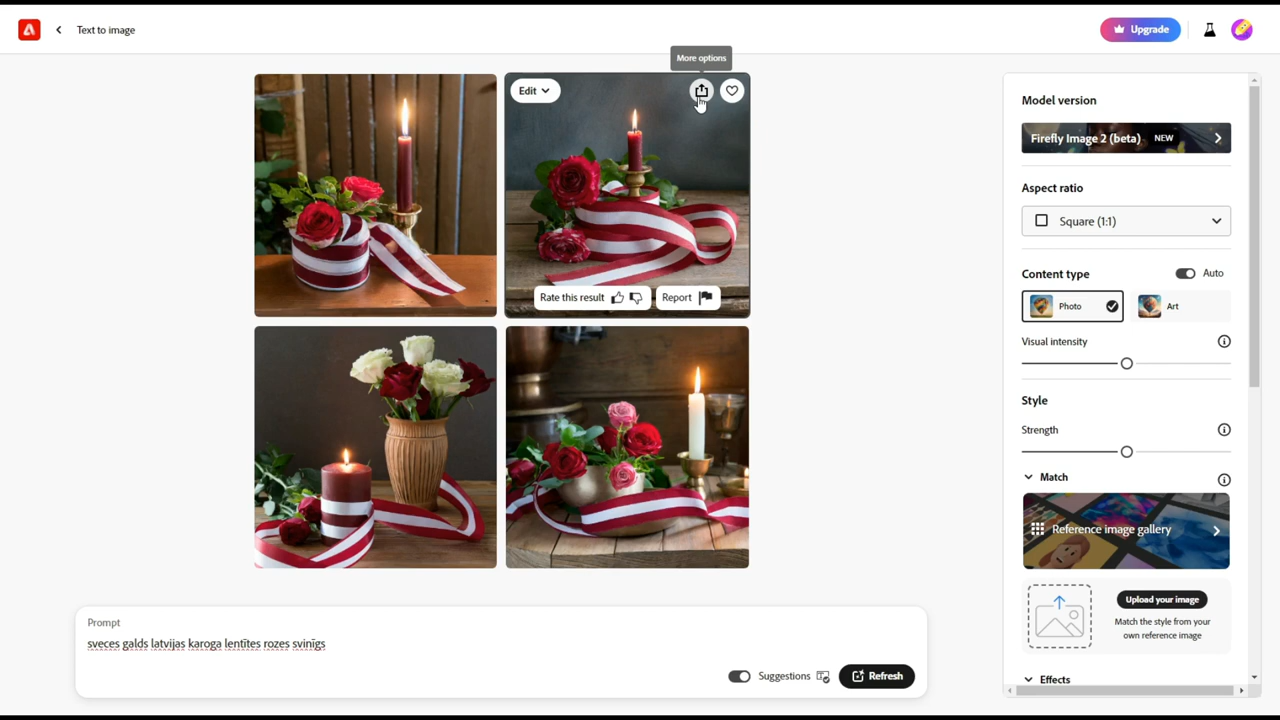 Text to image
Upgrade
More options
Edit
Rate this result
Report
Model version
Firefly Image 2 (beta) NEW
Aspect ratio
Square (1:1)
Content type
Auto
Photo
Art
Visual intensity
Style
Strength
Match
Reference image gallery
Upload your image
Match the style from your
own reference image
Effects
Prompt
sveces galds latvijas karoga lentītes rozes svinīgs
Suggestions
Refresh